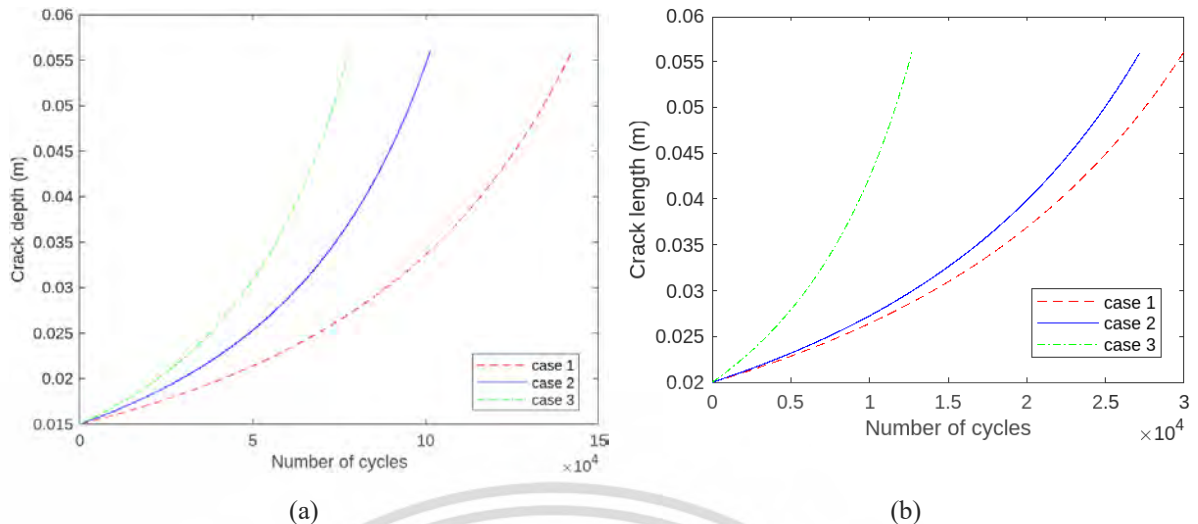 0.06
0.055
0.05
0.045
0.04
0.035
0.03
0.025
0.02
0.015
Crack depth (m)
0
5
10
15
×10^4
Number of cycles
case 1
case 2
case 3
(a)
0.06
0.055
0.05
0.045
0.04
0.035
0.03
0.025
0.02
Crack length (m)
0
0.5
1
1.5
2
2.5
3
×10^4
Number of cycles
case 1
case 2
case 3
(b)